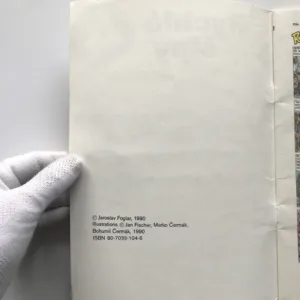 © Jaroslav Foglar, 1990
Illustrations © Jan Fischer, Marko Čermák,
Bohumil Čermák, 1990
ISBN 80-7030-104-6